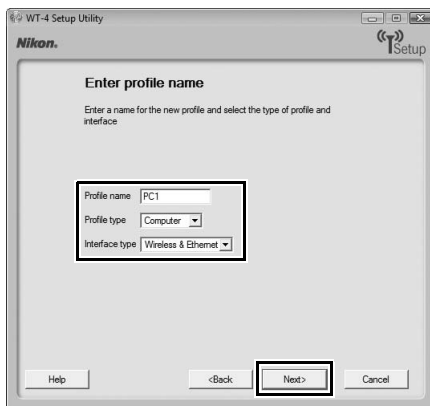 WT-4 Setup Utility
Nikon.
Setup
Enter profile name
Enter a name for the new profile and select the type of profile and
interface
Profile name PC1
Profile type Computer
Interface type Wireless & Ethernet
Help <Back Next> Cancel